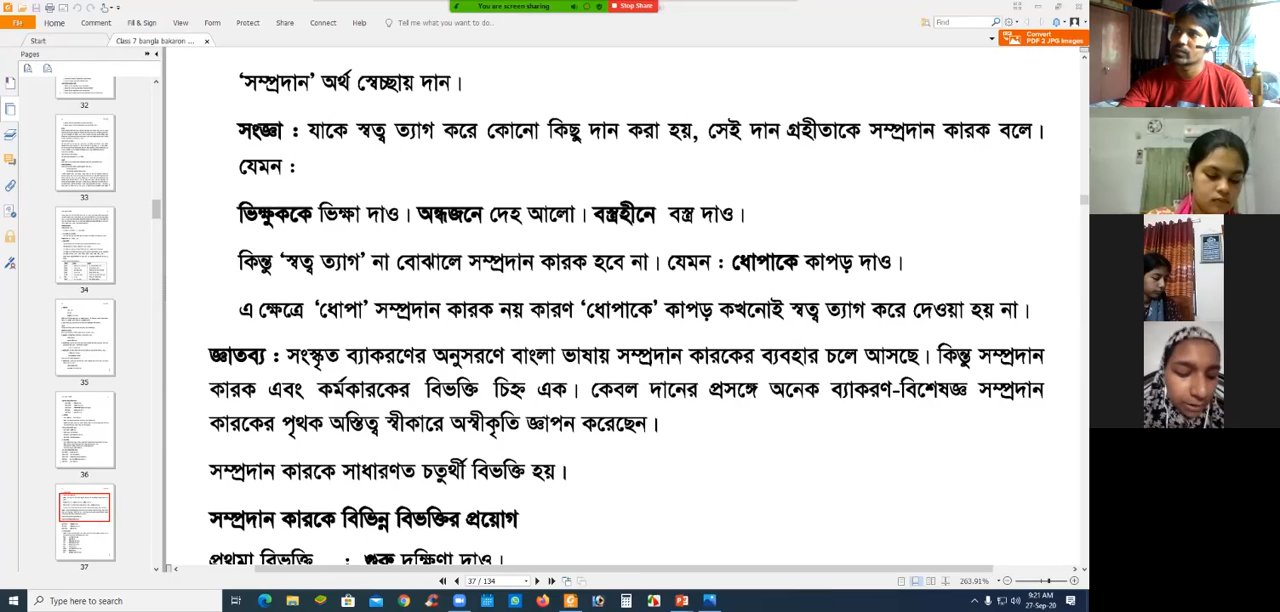 You are screen sharing
Stop Share
File
Home
Comment
Fill & Sign
View
Form
Protect
Share
Connect
Help
Tell me what you want to do..
Find
Start
Class 7 bangla bakaron ...
Convert
PDF 2 JPG Images
Pages
32
33
34
35
36
37
‘সম্প্রদান’ অর্থ স্বেচ্ছায় দান।
সংজ্ঞা : যাকে স্বত্ব ত্যাগ করে কোনো কিছু দান করা হয়, সেই দান গ্রহীতাকে সম্প্রদান কারক বলে।
যেমন :
ভিক্ষুককে ভিক্ষা দাও। অন্ধজনে দেহ আলো। বস্ত্রহীনে বস্ত্র দাও।
কিন্তু ‘স্বত্ব ত্যাগ’ না বোঝালে সম্প্রদান কারক হবে না। যেমন : ধোপাকে কাপড় দাও।
এ ক্ষেত্রে ‘ধোপা’ সম্প্রদান কারক নয় কারণ ‘ধোপাকে’ কাপড় কখনোই স্বত্ব ত্যাগ করে দেওয়া হয় না।
জ্ঞাতব্য : সংস্কৃত ব্যাকরণের অনুসরণে বাংলা ভাষায় সম্প্রদান কারকের ব্যবহার চলে আসছে। কিন্তু সম্প্রদান
কারক এবং কর্মকারকের বিভক্তি চিহ্ন এক। কেবল দানের প্রসঙ্গে অনেক ব্যাকরণ-বিশেষজ্ঞ সম্প্রদান
কারকের পৃথক অস্তিত্ব স্বীকারে অস্বীকৃতি জ্ঞাপন করেছেন।
সম্প্রদান কারকে সাধারণত চতুর্থী বিভক্তি হয়।
সম্প্রদান কারকে বিভিন্ন বিভক্তির প্রয়োগ
প্রথমা বিভক্তি : গুরু দক্ষিণা দাও।
37 / 134
263.91%
Type here to search
9:21 AM
27-Sep-20